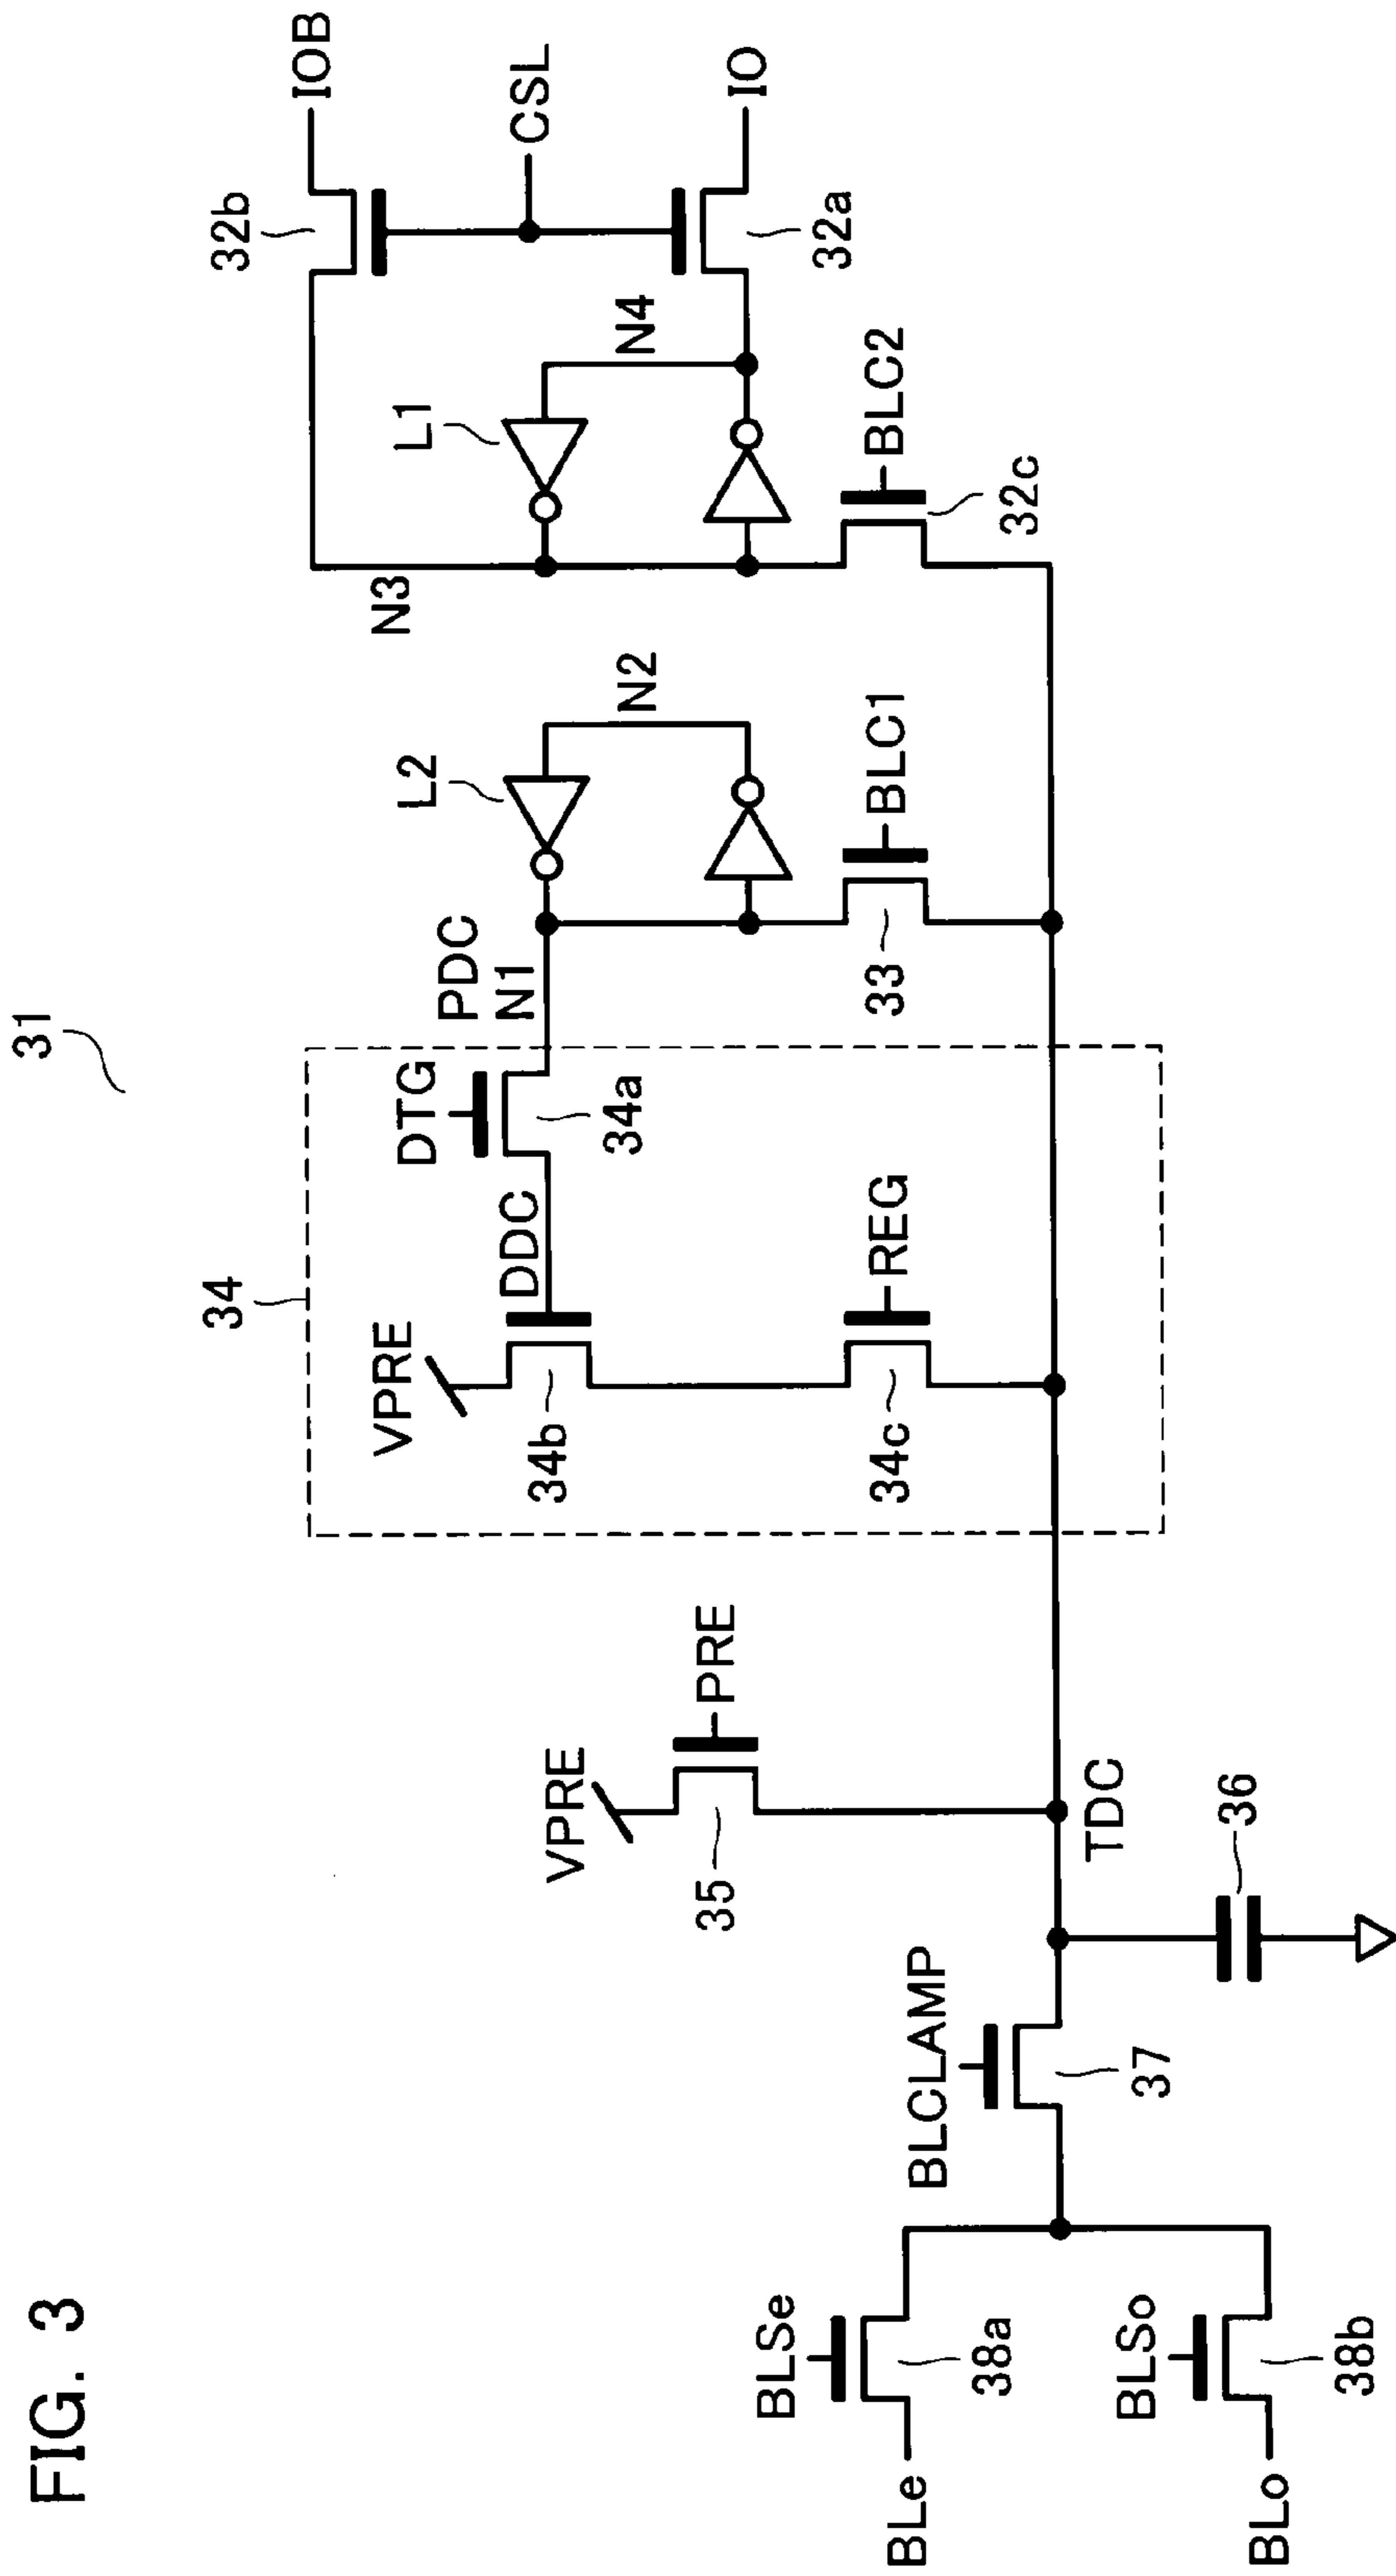 FIG. 3
31
34
VPRE
DDC
DTG
PDC
N1
34a
34b
34c
REG
L2
N2
33
BLC1
N3
L1
N4
32b
IOB
CSL
IO
32a
BLC2
32c
VPRE
PRE
35
TDC
36
BLCLAMP
37
BLSe
38a
BLe
BLSo
38b
BLo